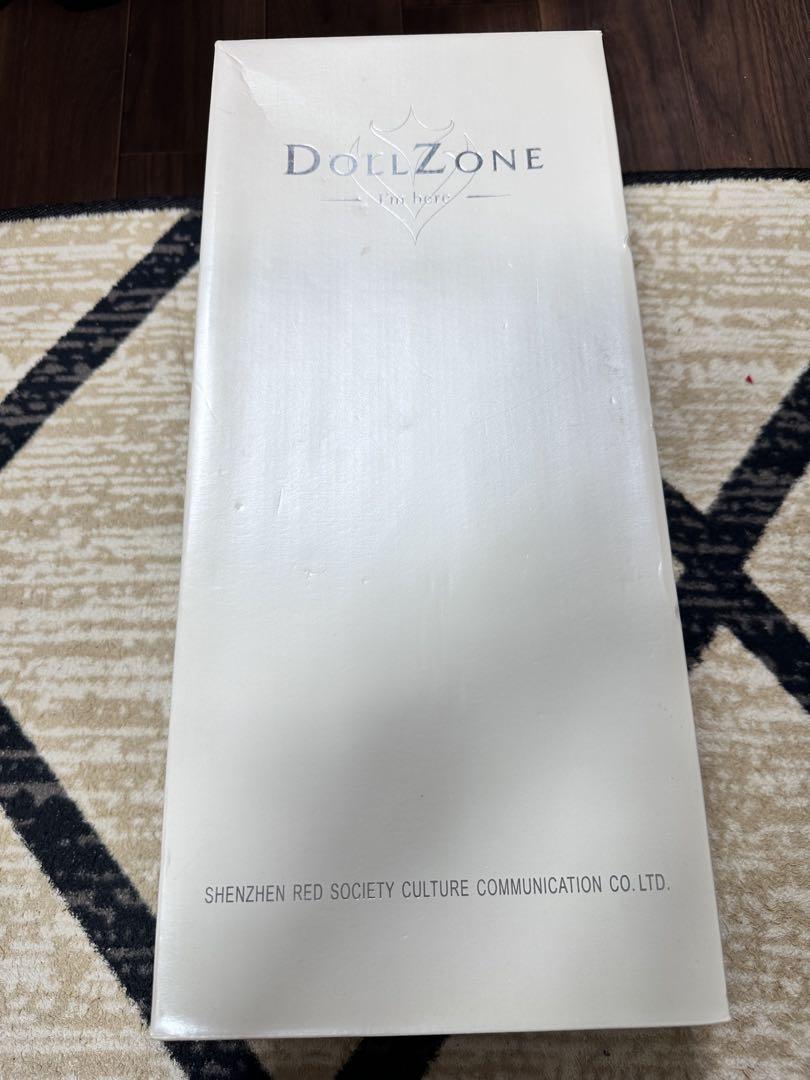 DOLLZONE
I'm here
SHENZHEN RED SOCIETY CULTURE COMMUNICATION CO.LTD.